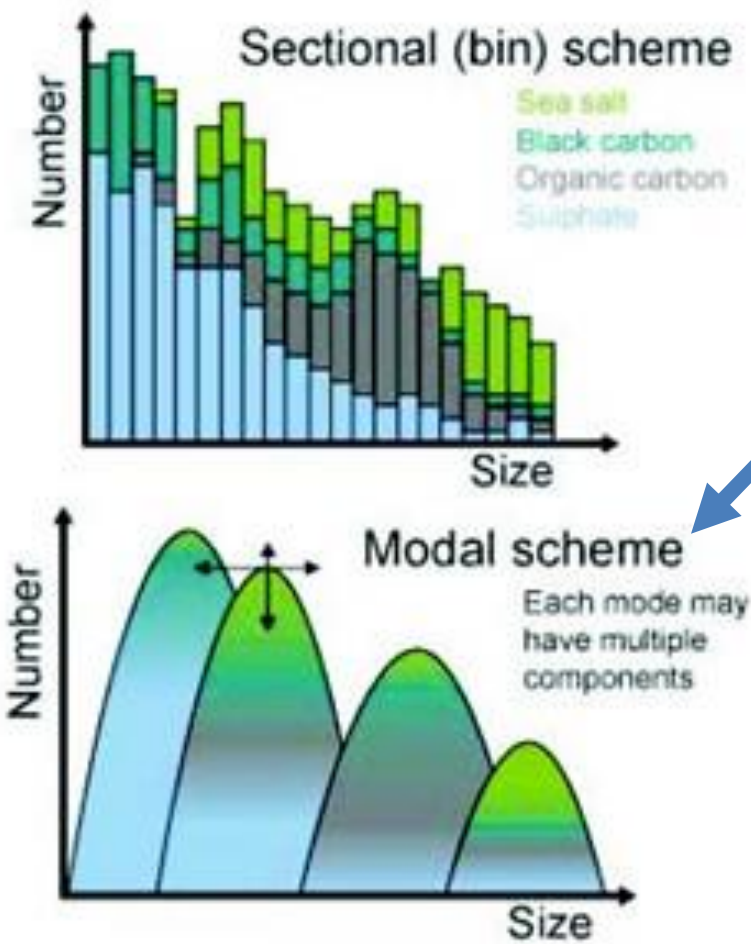 Sectional (bin) scheme
Sea salt
Black carbon
Organic carbon
Sulphate
Number
Size
Modal scheme
Each mode may
have multiple
components
Number
Size